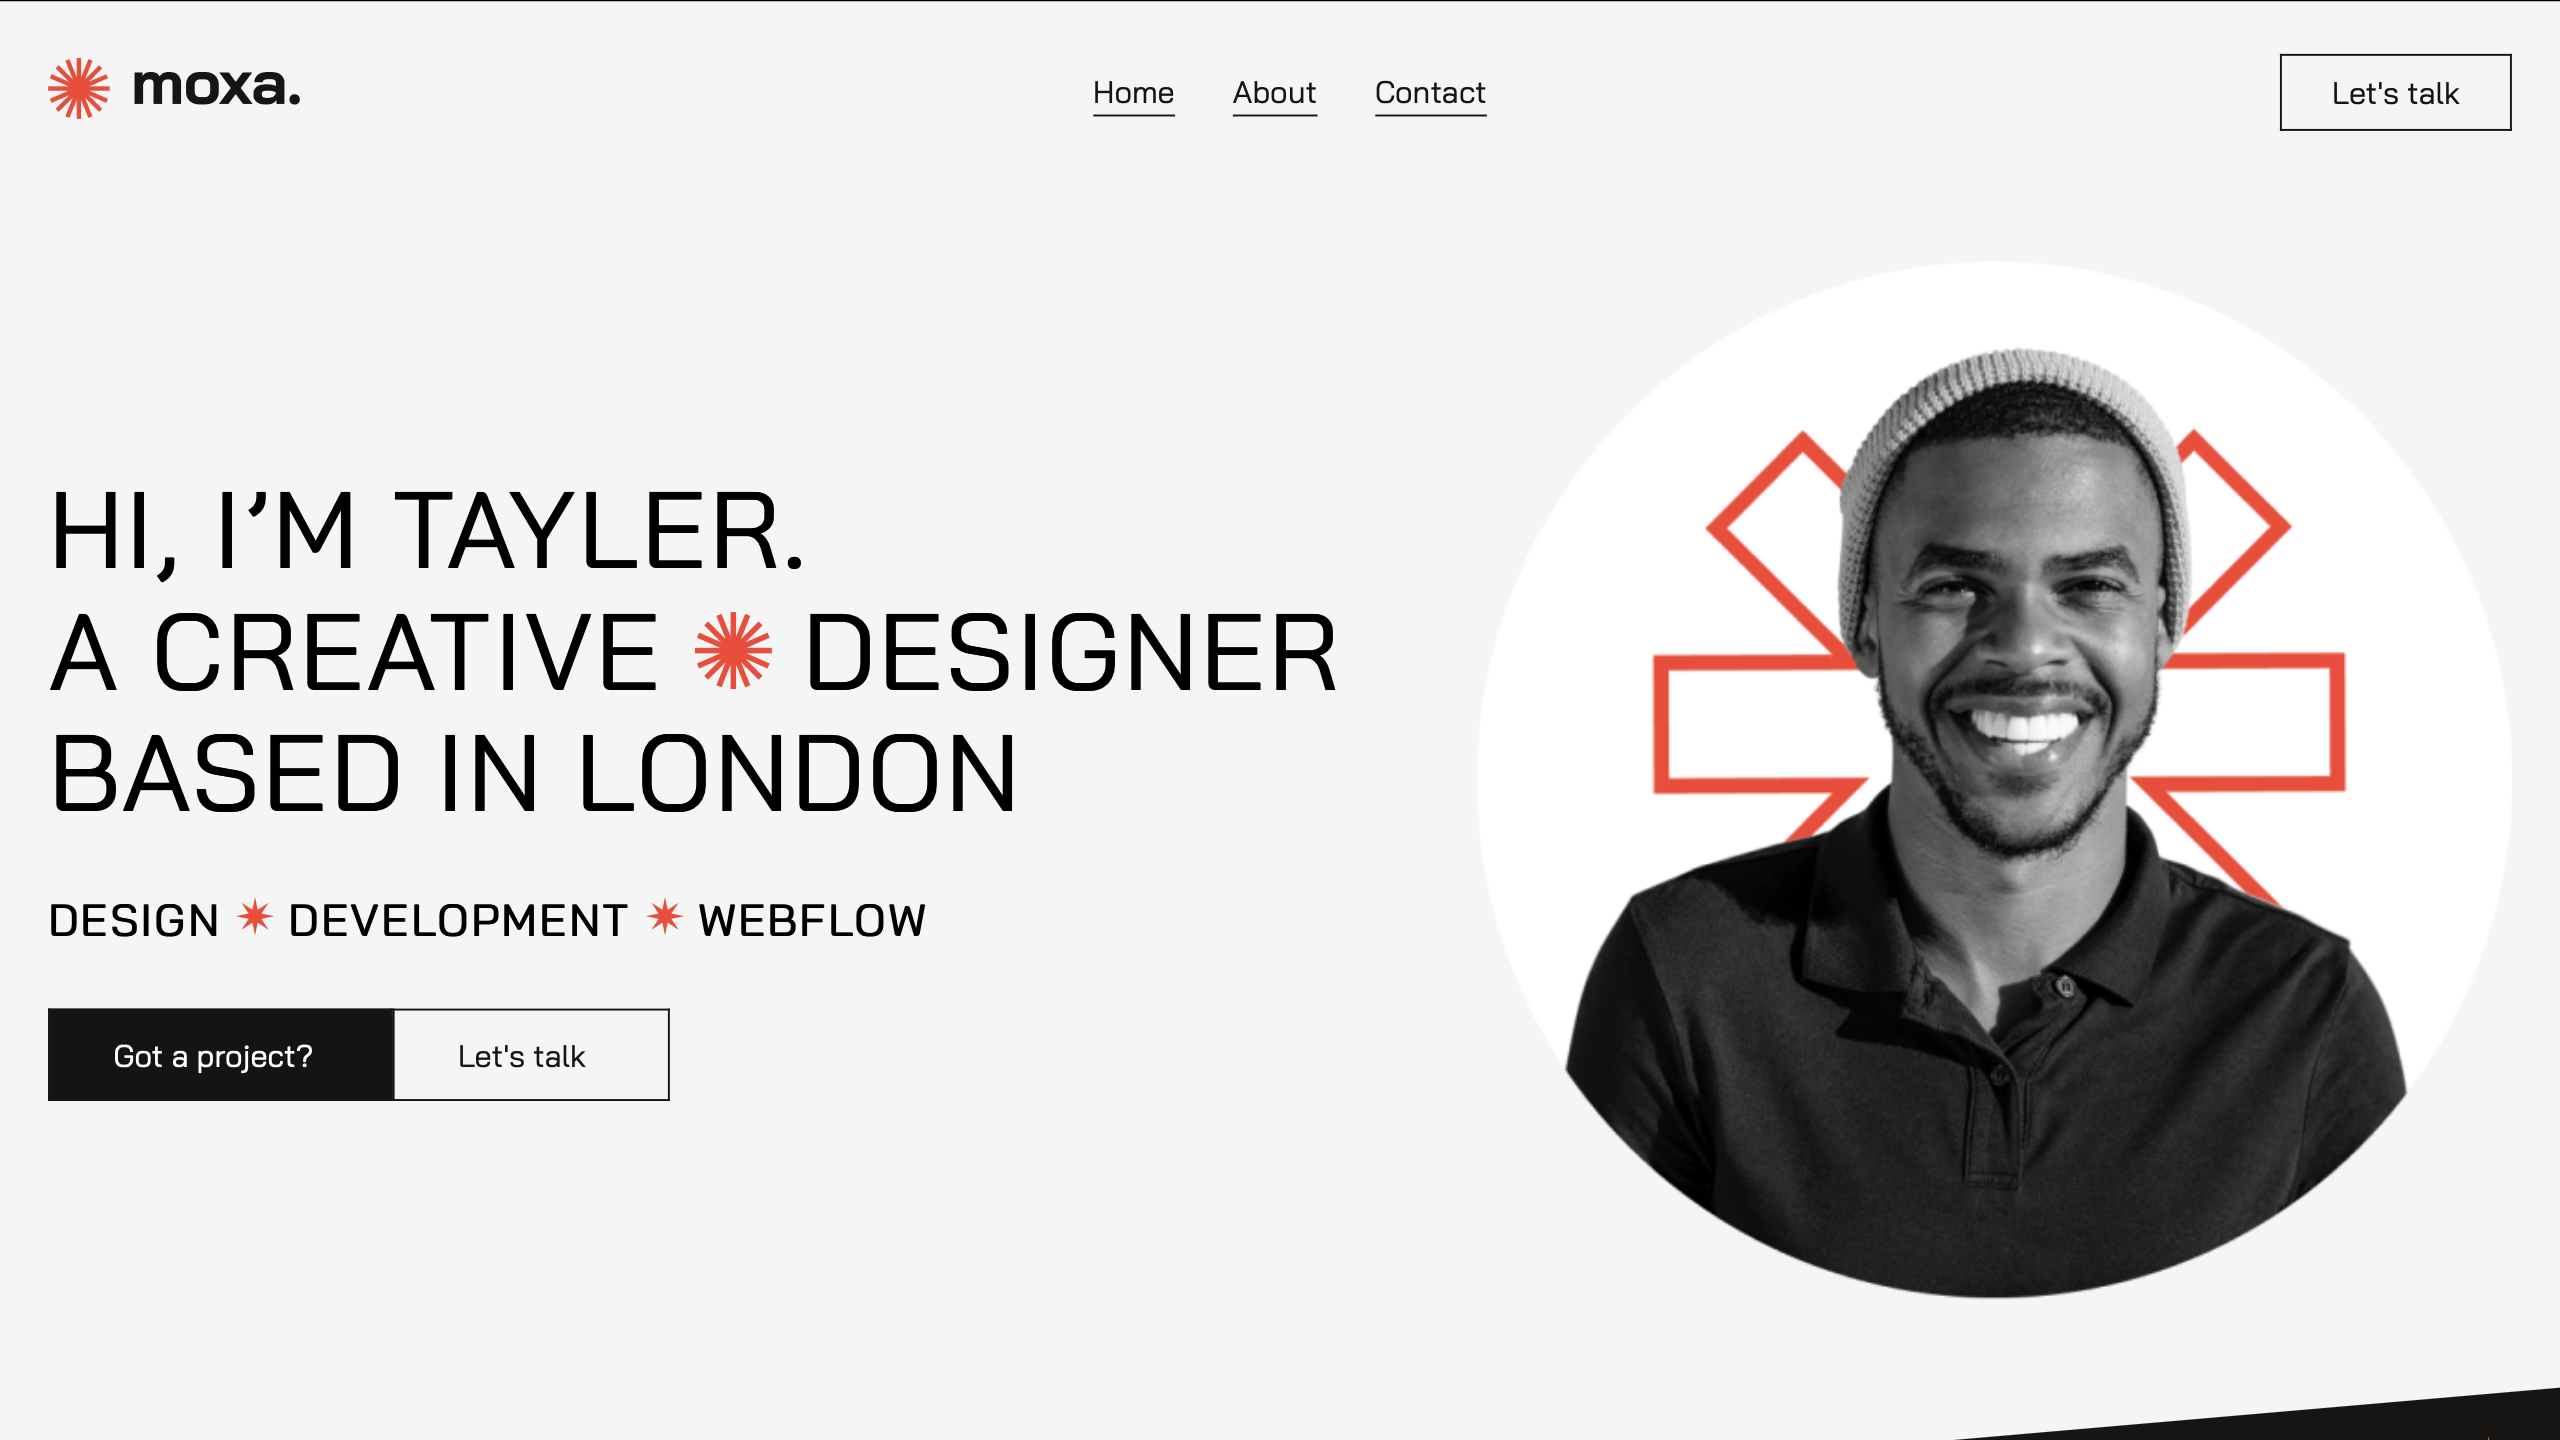 moxa.
Home About Contact
Let's talk
HI, I’M TAYLER.
A CREATIVE DESIGNER
BASED IN LONDON
DESIGN DEVELOPMENT WEBFLOW
Got a project? Let's talk